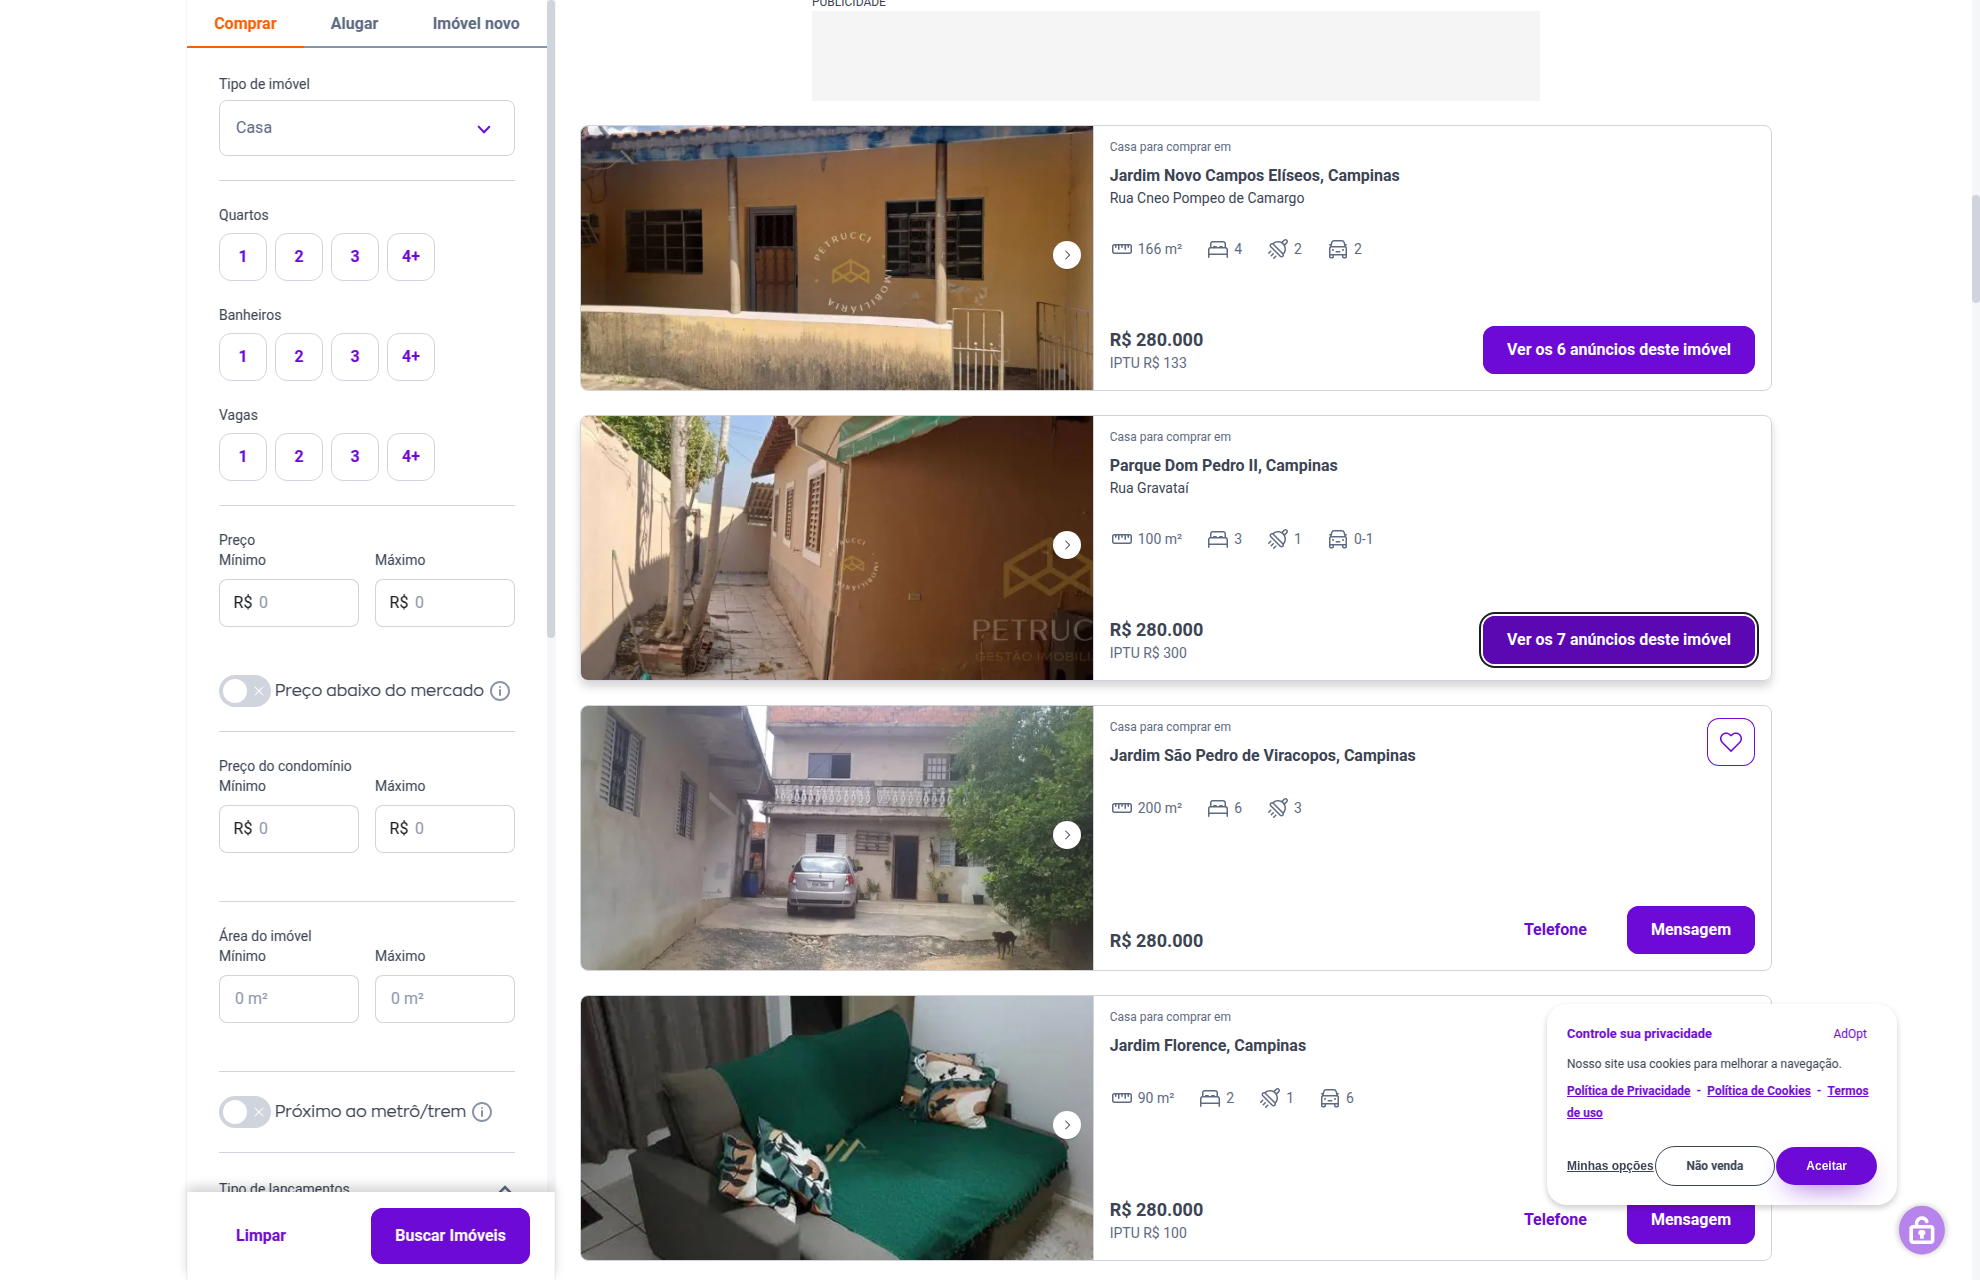 Comprar Alugar Imóvel novo
Tipo de imóvel
Casa
Quartos
1 2 3 4+
Banheiros
1 2 3 4+
Vagas
1 2 3 4+
Preço
Mínimo Máximo
R$ 0 R$ 0
Preço abaixo do mercado
Preço do condomínio
Mínimo Máximo
R$ 0 R$ 0
Área do imóvel
Mínimo Máximo
0 m² 0 m²
Próximo ao metrô/trem
Tipo de lançamentos
Limpar Buscar Imóveis
PUBLICIDADE
PETRUCCI
IMOBILIÁRIA
Casa para comprar em
Jardim Novo Campos Elíseos, Campinas
Rua Cneo Pompeo de Camargo
166 m² 4 2 2
R$ 280.000
IPTU R$ 133
Ver os 6 anúncios deste imóvel
PETRUC
GESTÃO IMOBILI
Casa para comprar em
Parque Dom Pedro II, Campinas
Rua Gravataí
100 m² 3 1 0-1
R$ 280.000
IPTU R$ 300
Ver os 7 anúncios deste imóvel
Casa para comprar em
Jardim São Pedro de Viracopos, Campinas
200 m² 6 3
R$ 280.000
Telefone Mensagem
Casa para comprar em
Jardim Florence, Campinas
90 m² 2 1 6
R$ 280.000
IPTU R$ 100
Telefone Mensagem
Controle sua privacidade AdOpt
Nosso site usa cookies para melhorar a navegação.
Política de Privacidade - Política de Cookies - Termos
de uso
Minhas opções Não venda Aceitar